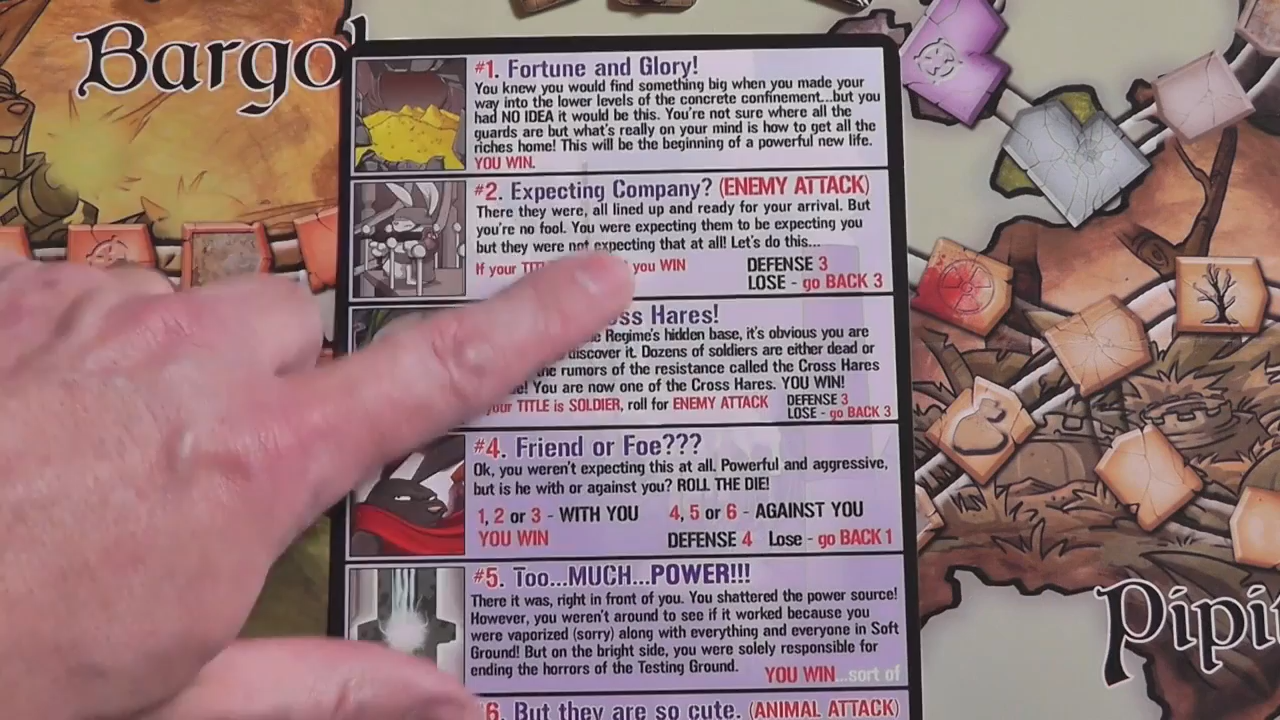 Bargo
#1. Fortune and Glory!
You knew you would find something big when you made your
way into the lower levels of the concrete confinement...but you
had NO IDEA it would be this. You're not sure where all the
guards are but what's really on your mind is how to get all the
riches home! This will be the beginning of a powerful new life.
YOU WIN.
#2. Expecting Company? (ENEMY ATTACK)
There they were, all lined up and ready for your arrival. But
you're no fool. You were expecting them to be expecting you
but they were not expecting that at all! Let's do this...
If your you WIN
DEFENSE 3
LOSE - go BACK 3
Hares!
Regime's hidden base, it's obvious you are
discover it. Dozens of soldiers are either dead or
the rumors of the resistance called the Cross Hares
You are now one of the Cross Hares. YOU WIN!
your TITLE is SOLDIER, roll for ENEMY ATTACK
DEFENSE 3
LOSE - go BACK 3
#4. Friend or Foe???
Ok, you weren't expecting this at all. Powerful and aggressive,
but is he with or against you? ROLL THE DIE!
1, 2 or 3 - WITH YOU 4, 5 or 6 - AGAINST YOU
YOU WIN DEFENSE 4 Lose - go BACK 1
#5. Too...MUCH...POWER!!!
There it was, right in front of you. You shattered the power source!
However, you weren't around to see if it worked because you
were vaporized (sorry) along with everything and everyone in Soft
Ground! But on the bright side, you were solely responsible for
ending the horrors of the Testing Ground. YOU WIN...sort of
#6. But they are so cute. (ANIMAL ATTACK)
Pipi